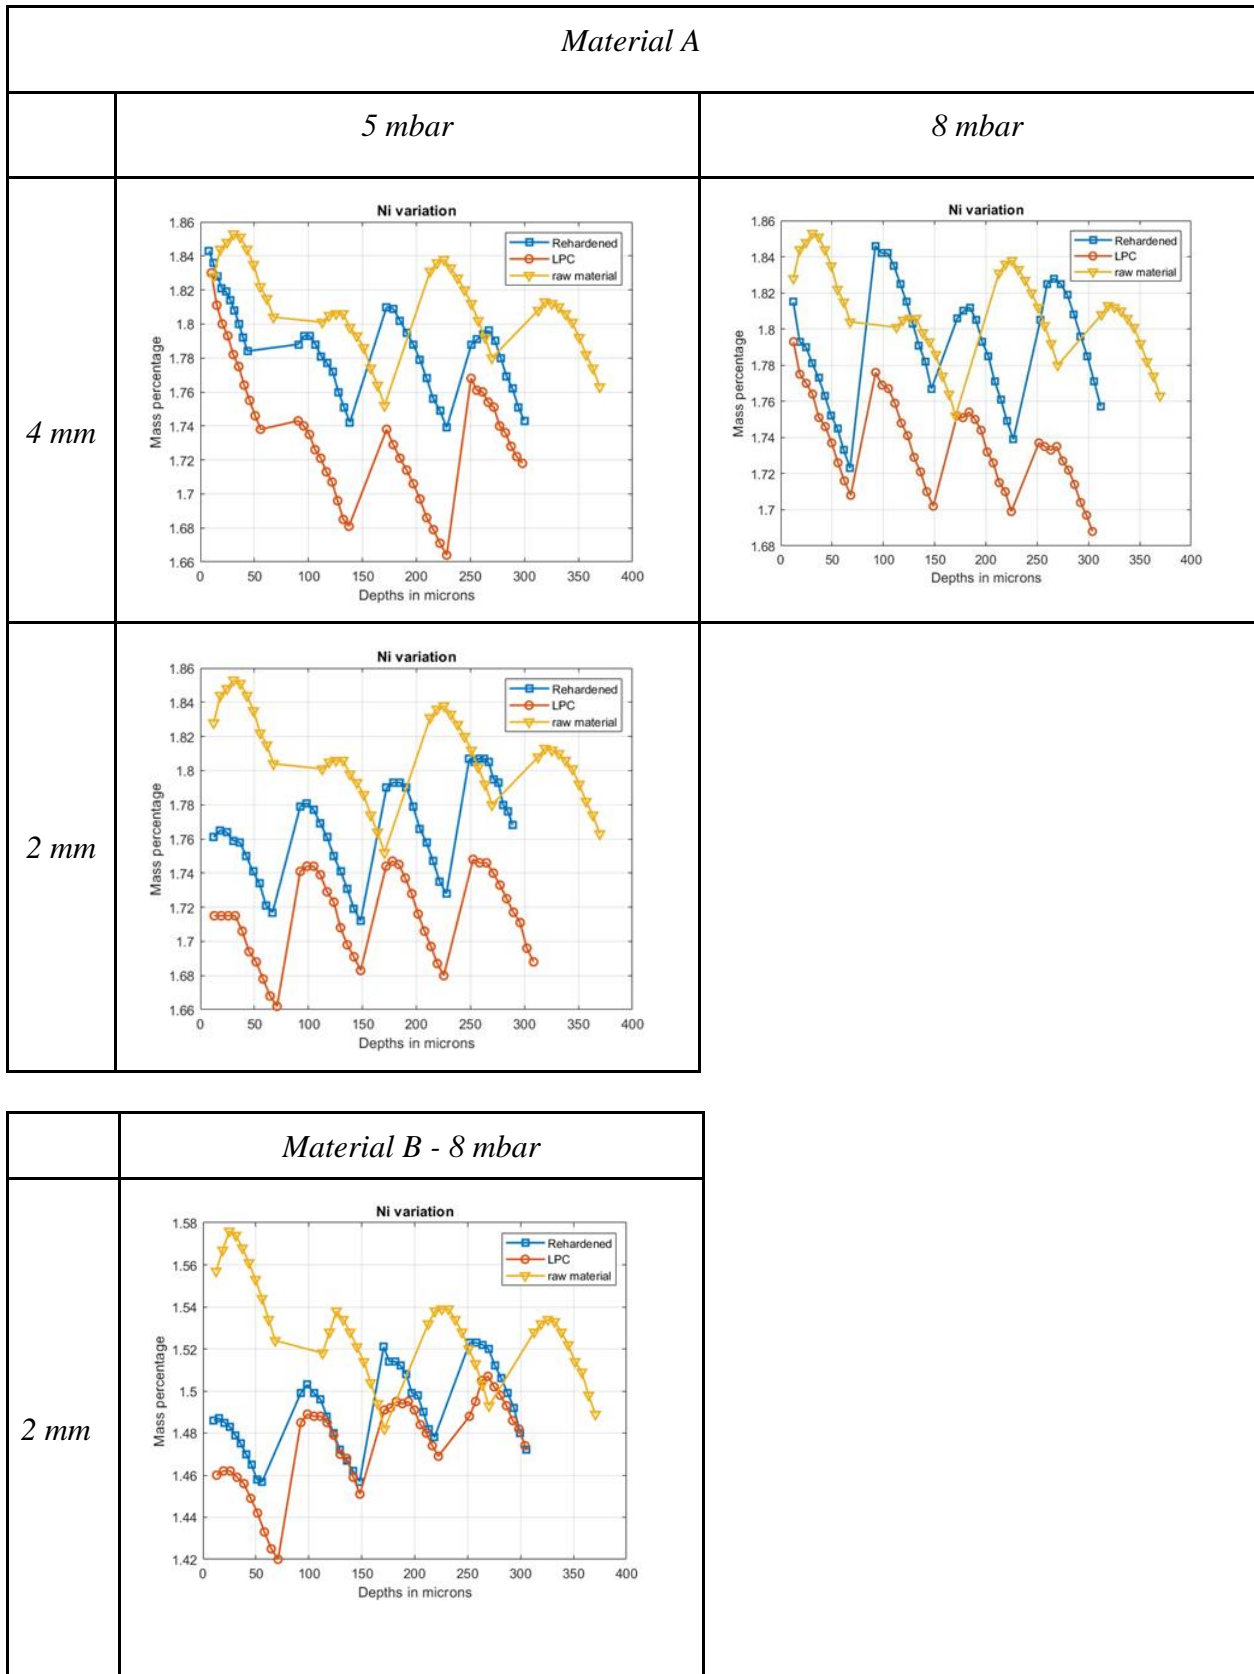 Material A
5 mbar
8 mbar
4 mm
Ni variation
Rehardened
LPC
raw material
Mass percentage
1.86
1.84
1.82
1.8
1.78
1.76
1.74
1.72
1.7
1.68
1.66
0 50 100 150 200 250 300 350 400
Depths in microns
Ni variation
Rehardened
LPC
raw material
Mass percentage
1.86
1.84
1.82
1.8
1.78
1.76
1.74
1.72
1.7
1.68
0 50 100 150 200 250 300 350 400
Depths in microns
2 mm
Ni variation
Rehardened
LPC
raw material
Mass percentage
1.86
1.84
1.82
1.8
1.78
1.76
1.74
1.72
1.7
1.68
1.66
0 50 100 150 200 250 300 350 400
Depths in microns
Material B - 8 mbar
2 mm
Ni variation
Rehardened
LPC
raw material
Mass percentage
1.58
1.56
1.54
1.52
1.5
1.48
1.46
1.44
1.42
0 50 100 150 200 250 300 350 400
Depths in microns